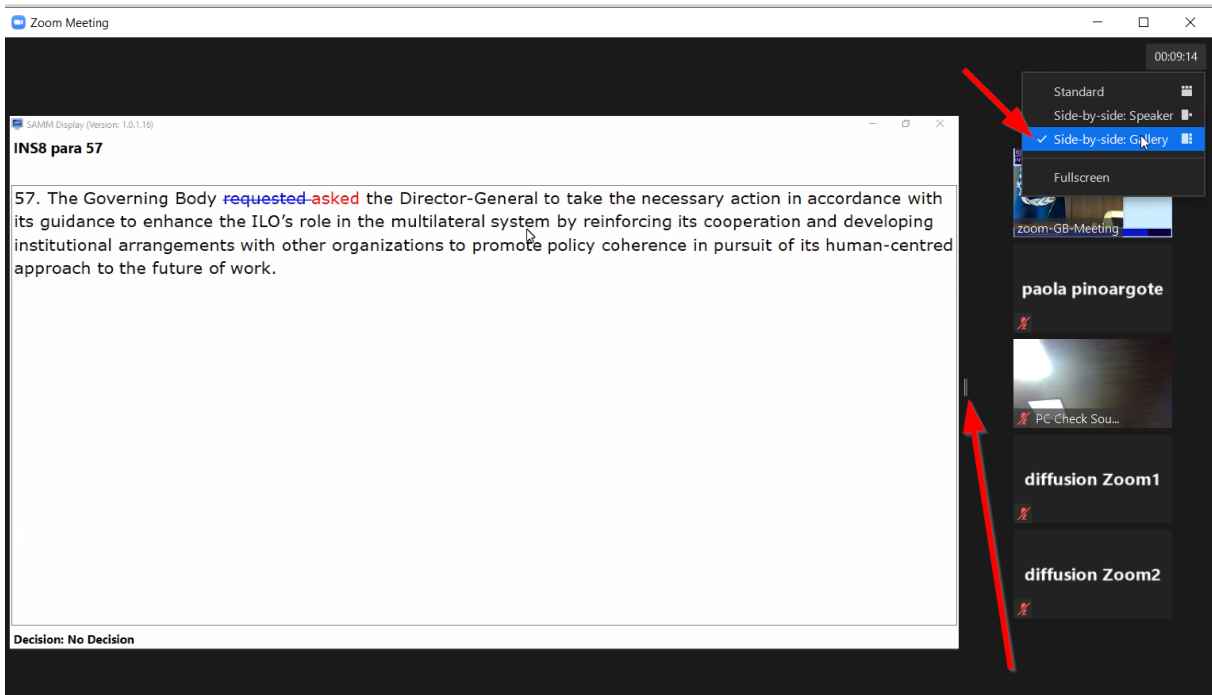 Zoom Meeting
00:09:14
Standard
Side-by-side: Speaker
Side-by-side: Gallery
Fullscreen
SAMM Display (Version: 1.0.1.16)
INS8 para 57
57. The Governing Body requested asked the Director-General to take the necessary action in accordance with
its guidance to enhance the ILO’s role in the multilateral system by reinforcing its cooperation and developing
institutional arrangements with other organizations to promote policy coherence in pursuit of its human-centred
approach to the future of work.
Decision: No Decision
zoom-GB-Meeting
paola pinoargote
PC Check Sou...
diffusion Zoom1
diffusion Zoom2